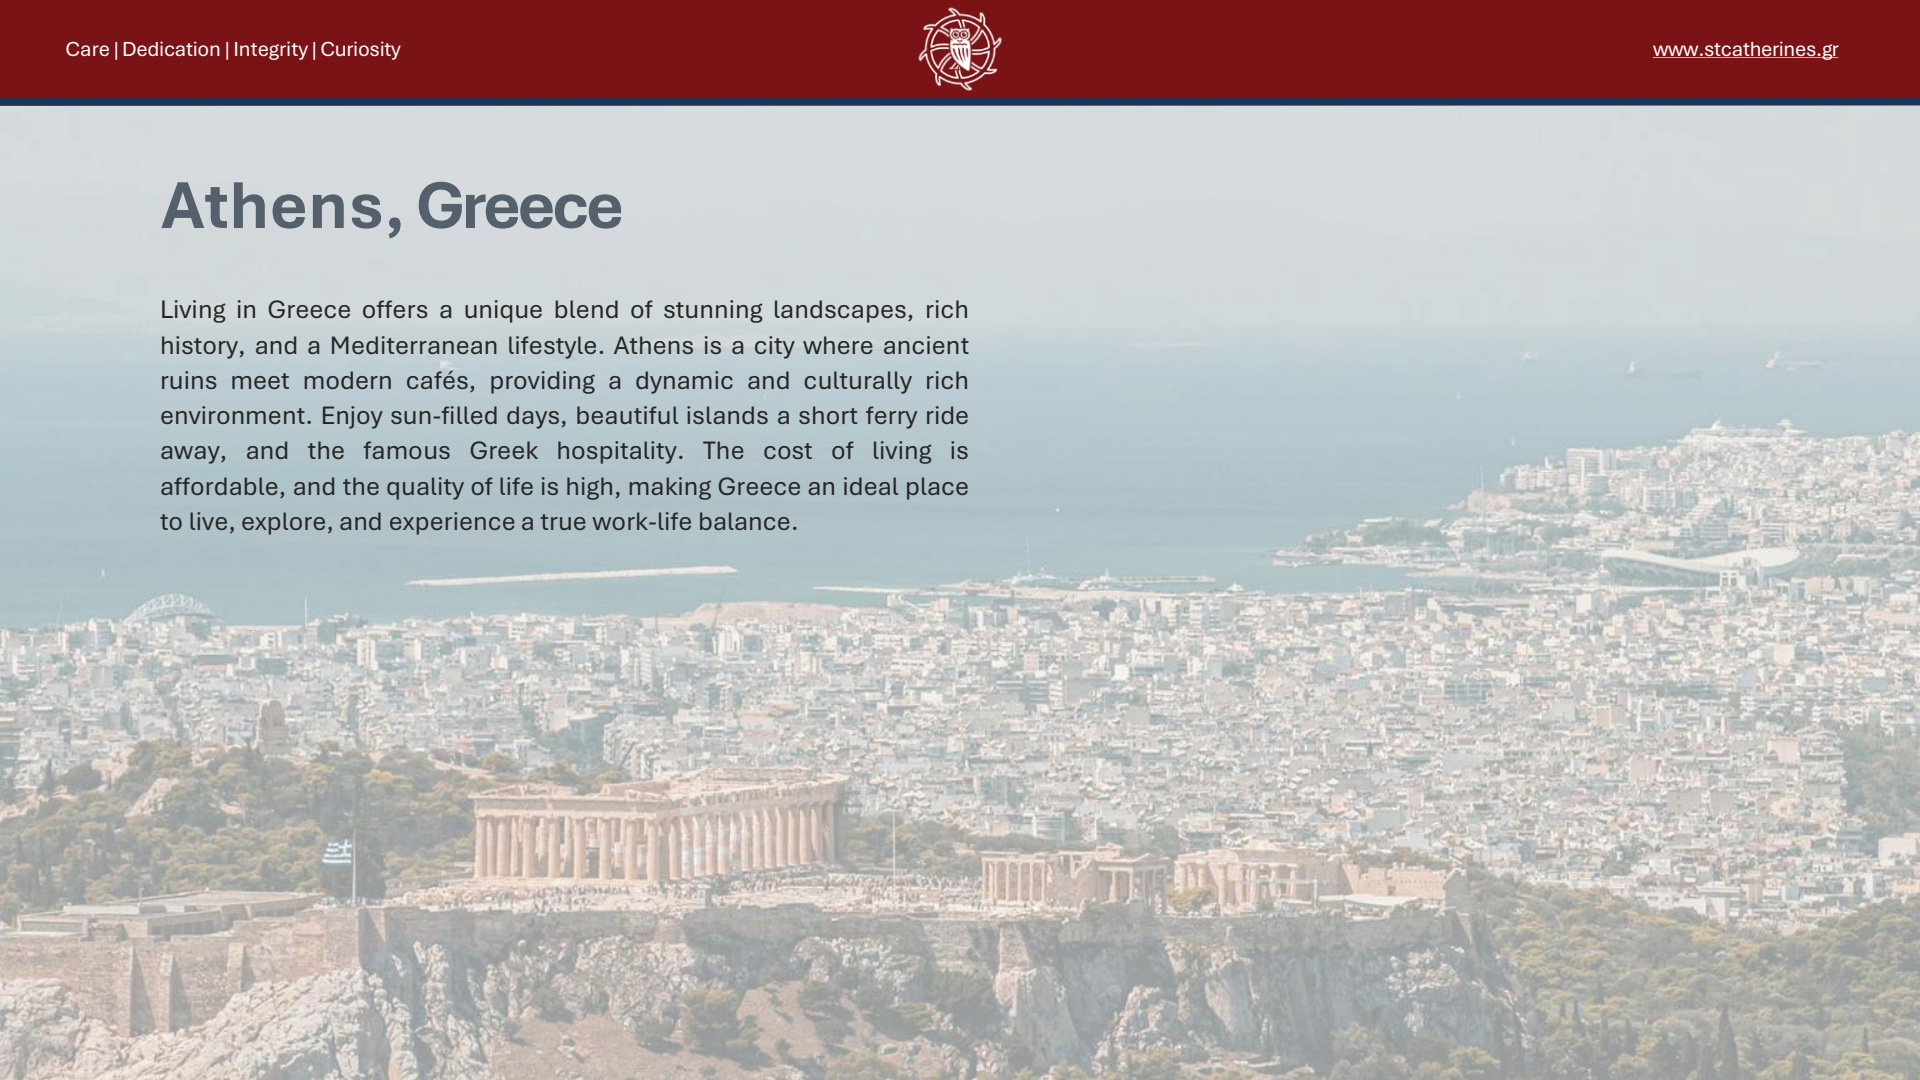 Care | Dedication | Integrity | Curiosity
www.stcatherines.gr
Athens, Greece
Living in Greece offers a unique blend of stunning landscapes, rich
history, and a Mediterranean lifestyle. Athens is a city where ancient
ruins meet modern cafés, providing a dynamic and culturally rich
environment. Enjoy sun-filled days, beautiful islands a short ferry ride
away, and the famous Greek hospitality. The cost of living is
affordable, and the quality of life is high, making Greece an ideal place
to live, explore, and experience a true work-life balance.